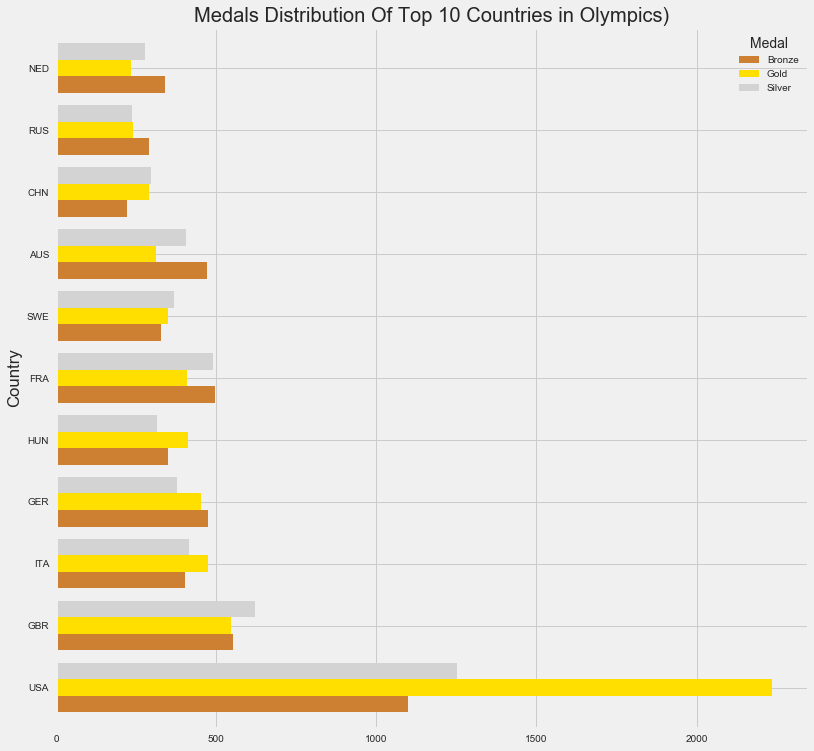 Medals Distribution Of Top 10 Countries in Olympics)
Medal
Bronze
Gold
Silver
Country
NED
RUS
CHN
AUS
SWE
FRA
HUN
GER
ITA
GBR
USA
0 500 1000 1500 2000